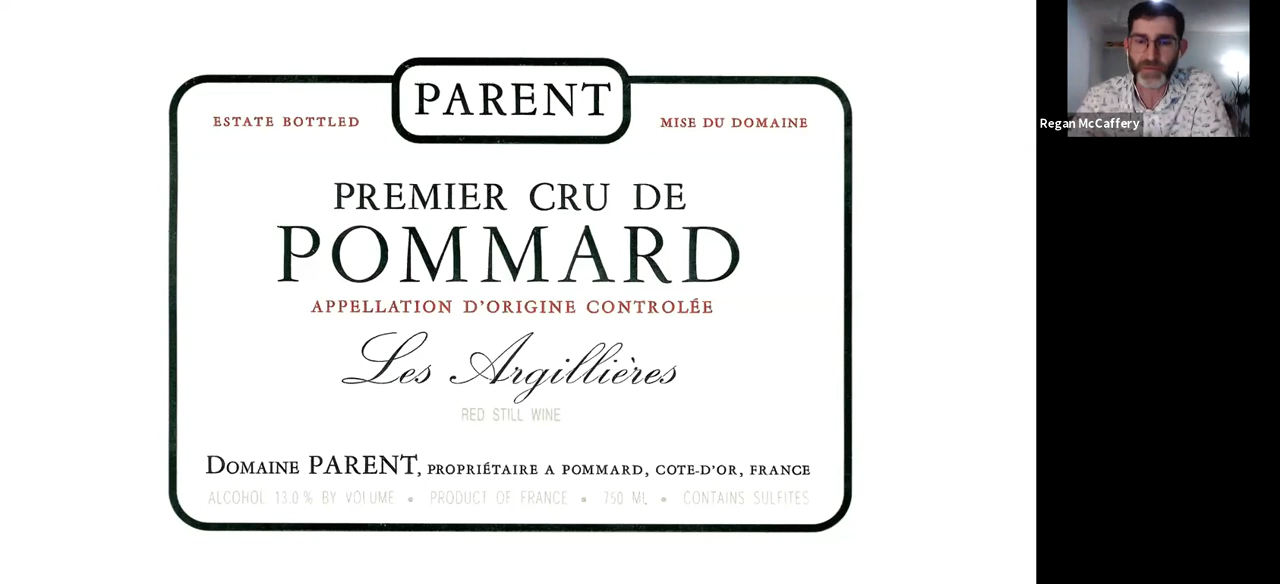 PARENT
ESTATE BOTTLED
MISE DU DOMAINE
PREMIER CRU DE
POMMARD
APPELLATION D'ORIGINE CONTROLÉE
Les Argillières
RED STILL WINE
DOMAINE PARENT, PROPRIÉTAIRE A POMMARD, COTE-D'OR, FRANCE
ALCOHOL 13.0 % BY VOLUME • PRODUCT OF FRANCE • 750 ML • CONTAINS SULFITES
Regan McCaffery